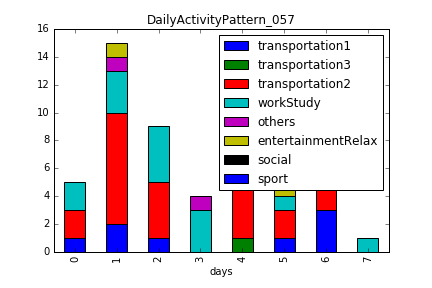 DailyActivityPattern_057
16
14
12
10
8
6
4
2
0
transportation1
transportation3
transportation2
workStudy
others
entertainmentRelax
social
sport
0 1 2 3 4 5 6 7
days